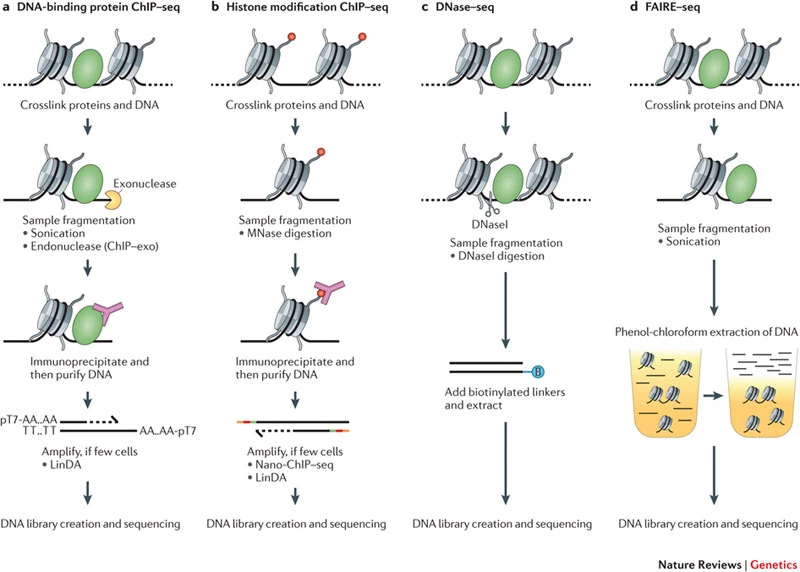 a DNA-binding protein ChIP–seq
Crosslink proteins and DNA
Exonuclease
Sample fragmentation
• Sonication
• Endonuclease (ChIP–exo)
Immunoprecipitate and
then purify DNA
pT7-AA..AA
TT..TT
AA..AA-pT7
Amplify, if few cells
• LinDA
DNA library creation and sequencing
b Histone modification ChIP–seq
Crosslink proteins and DNA
Sample fragmentation
• MNase digestion
Immunoprecipitate and
then purify DNA
Amplify, if few cells
• Nano-ChIP–seq
• LinDA
DNA library creation and sequencing
c DNase–seq
DNaseI
Sample fragmentation
• DNaseI digestion
B
Add biotinylated linkers
and extract
DNA library creation and sequencing
d FAIRE–seq
Crosslink proteins and DNA
Sample fragmentation
• Sonication
Phenol-chloroform extraction of DNA
DNA library creation and sequencing
Nature Reviews | Genetics